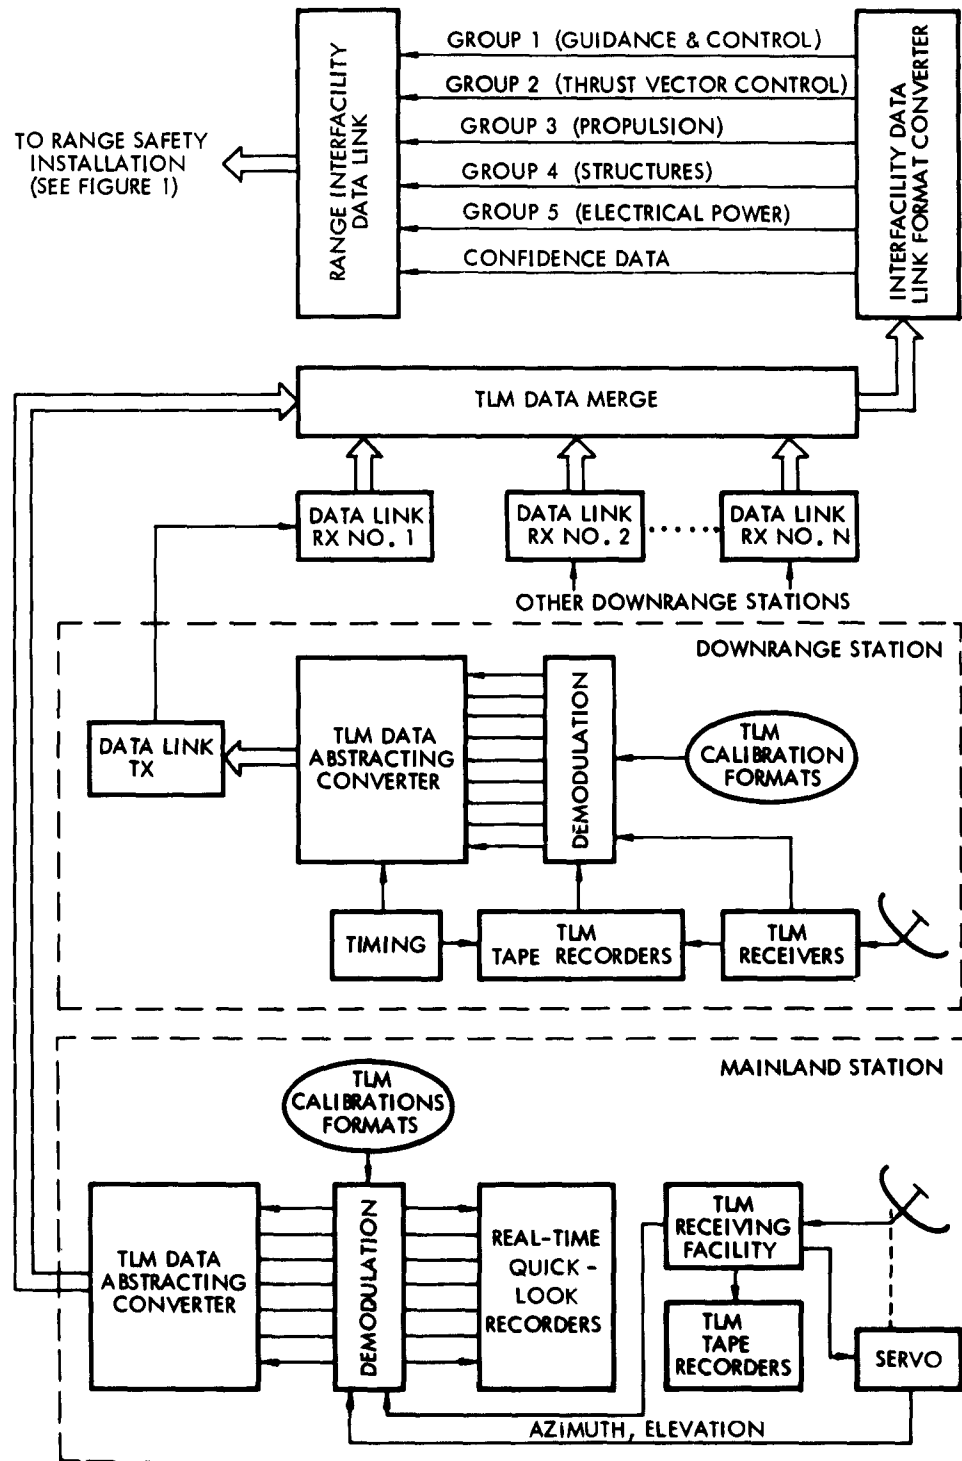 GROUP 1 (GUIDANCE & CONTROL)
GROUP 2 (THRUST VECTOR CONTROL)
GROUP 3 (PROPULSION)
GROUP 4 (STRUCTURES)
GROUP 5 (ELECTRICAL POWER)
CONFIDENCE DATA
TO RANGE SAFETY
INSTALLATION
(SEE FIGURE 1)
RANGE INTERFACILITY
DATA LINK
INTERFACILITY DATA
LINK FORMAT CONVERTER
TLM DATA MERGE
DATA LINK
RX NO. 1
DATA LINK
RX NO. 2
DATA LINK
RX NO. N
OTHER DOWNRANGE STATIONS
DOWNRANGE STATION
DATA LINK
TX
TLM DATA
ABSTRACTING
CONVERTER
DEMODULATION
TLM
CALIBRATION
FORMATS
TIMING
TLM
TAPE RECORDERS
TLM
RECEIVERS
MAINLAND STATION
TLM
CALIBRATIONS
FORMATS
TLM DATA
ABSTRACTING
CONVERTER
DEMODULATION
REAL-TIME
QUICK-
LOOK
RECORDERS
TLM
RECEIVING
FACILITY
TLM
TAPE
RECORDERS
SERVO
AZIMUTH, ELEVATION